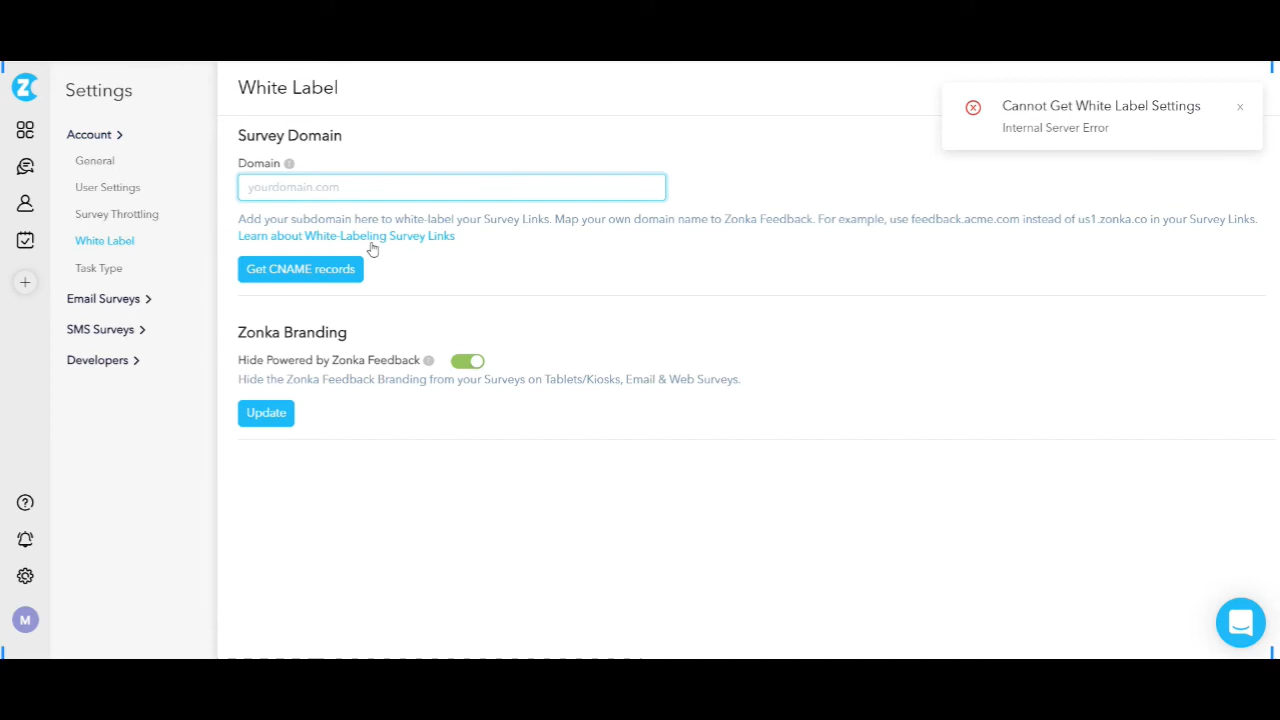 Settings
Account
General
User Settings
Survey Throttling
White Label
Task Type
Email Surveys
SMS Surveys
Developers
M
White Label
Survey Domain
Domain
yourdomain.com
Add your subdomain here to white-label your Survey Links. Map your own domain name to Zonka Feedback. For example, use feedback.acme.com instead of us1.zonka.co in your Survey Links.
Learn about White-Labeling Survey Links
Get CNAME records
Zonka Branding
Hide Powered by Zonka Feedback
Hide the Zonka Feedback Branding from your Surveys on Tablets/Kiosks, Email & Web Surveys.
Update
Cannot Get White Label Settings
x
Internal Server Error